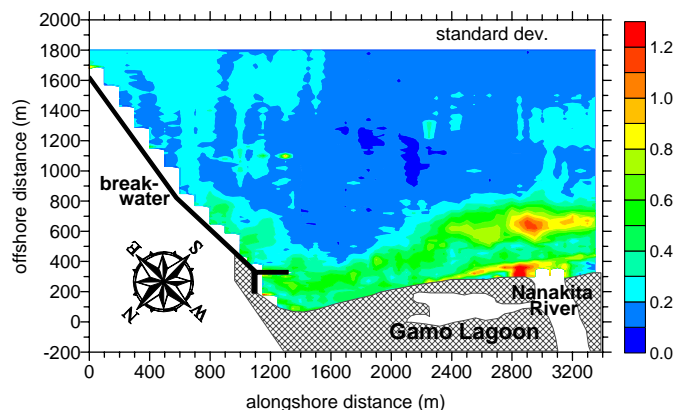 standard dev.
2000
1800
1600
1400
1200
1000
800
600
400
200
0
-200
offshore distance (m)
break-
water
E
S
N
W
Nanakita
River
Gamo Lagoon
0 400 800 1200 1600 2000 2400 2800 3200
alongshore distance (m)
1.2
1.0
0.8
0.6
0.4
0.2
0.0